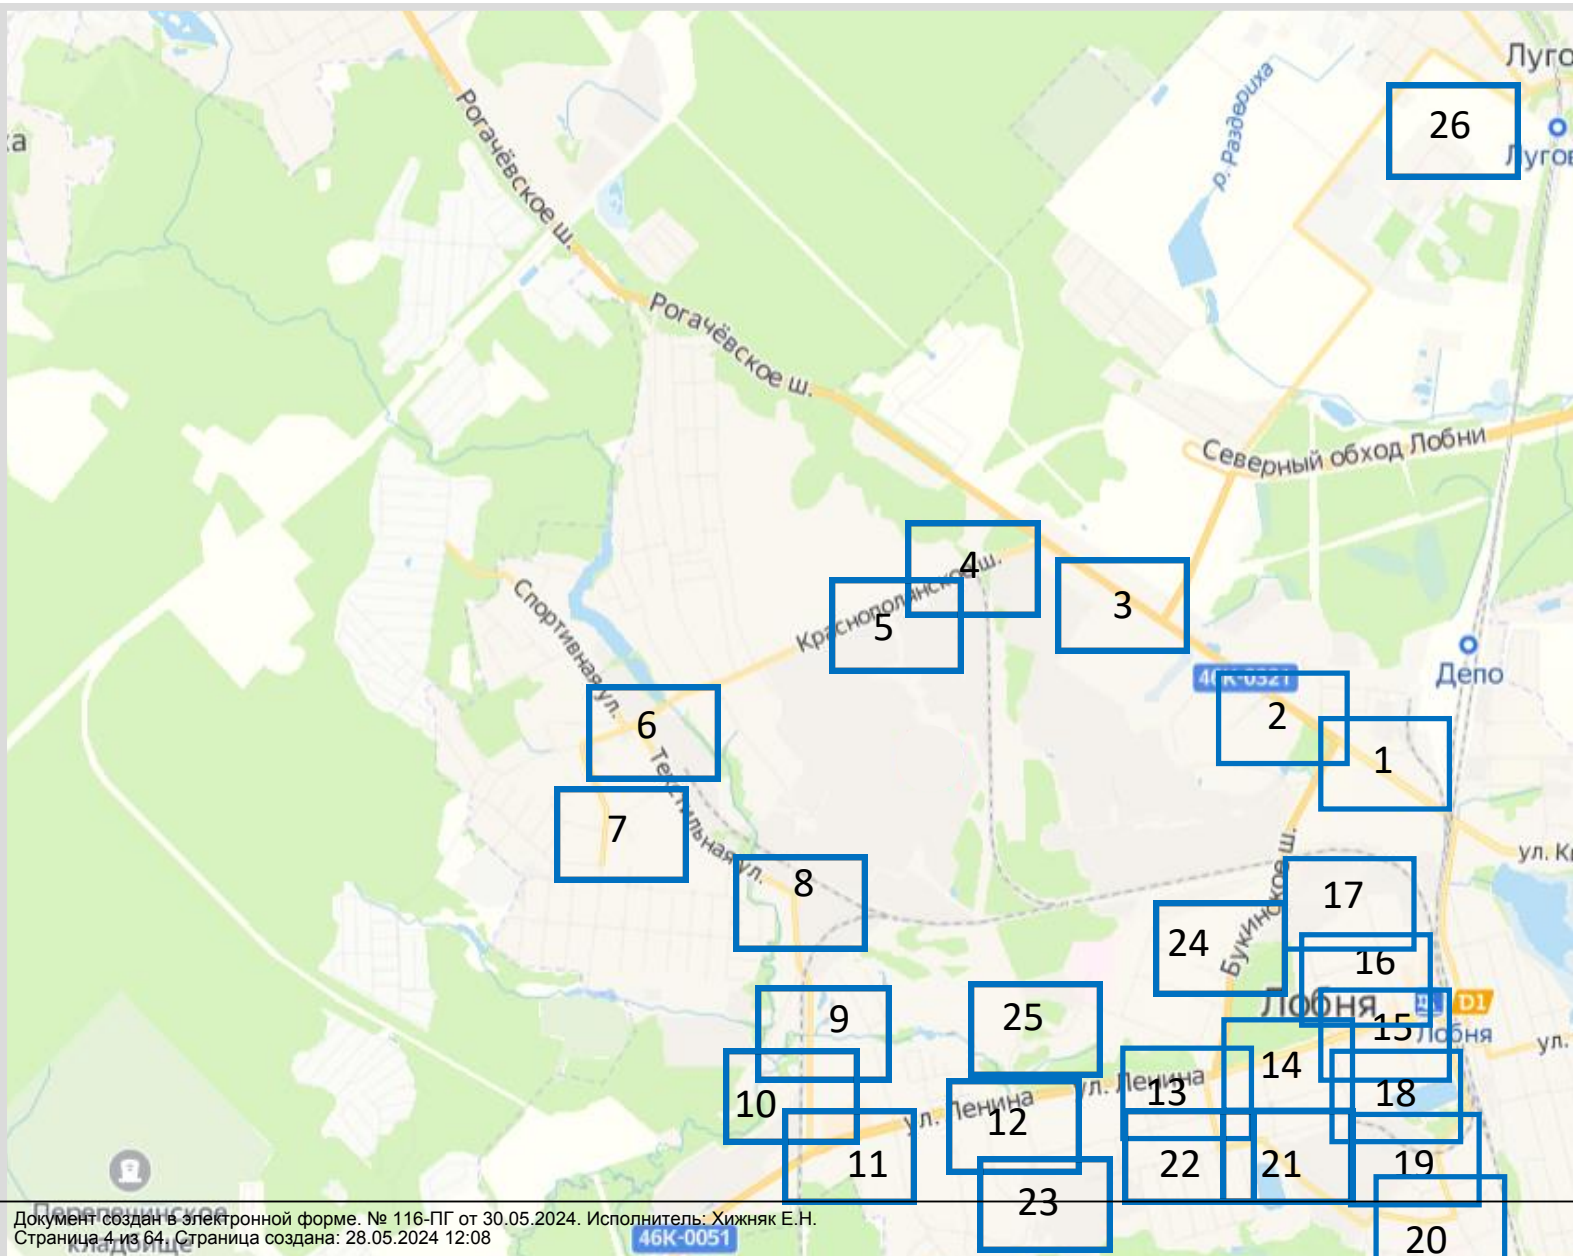 Луго
26
Лугов
ка
р. Раздериха
Рогачёвское ш.
Рогачёвское ш.
Северный обход Лобни
4
Краснополянское ш.
5
3
46К-0321
Депо
2
1
Спортивная ул.
6
7
Текстильная ул.
8
ул. Ки
Букинское ш.
17
24
16
Лобня
D1
15
Лобня
ул.
9
25
14
13
18
10
ул. Ленина
ул. Ленина
12
11
22
21
19
23
20
Перепечинское
кладбище
Документ создан в электронной форме. № 116-ПГ от 30.05.2024. Исполнитель: Хижняк Е.Н.
Страница 4 из 64. Страница создана: 28.05.2024 12:08
46К-0051